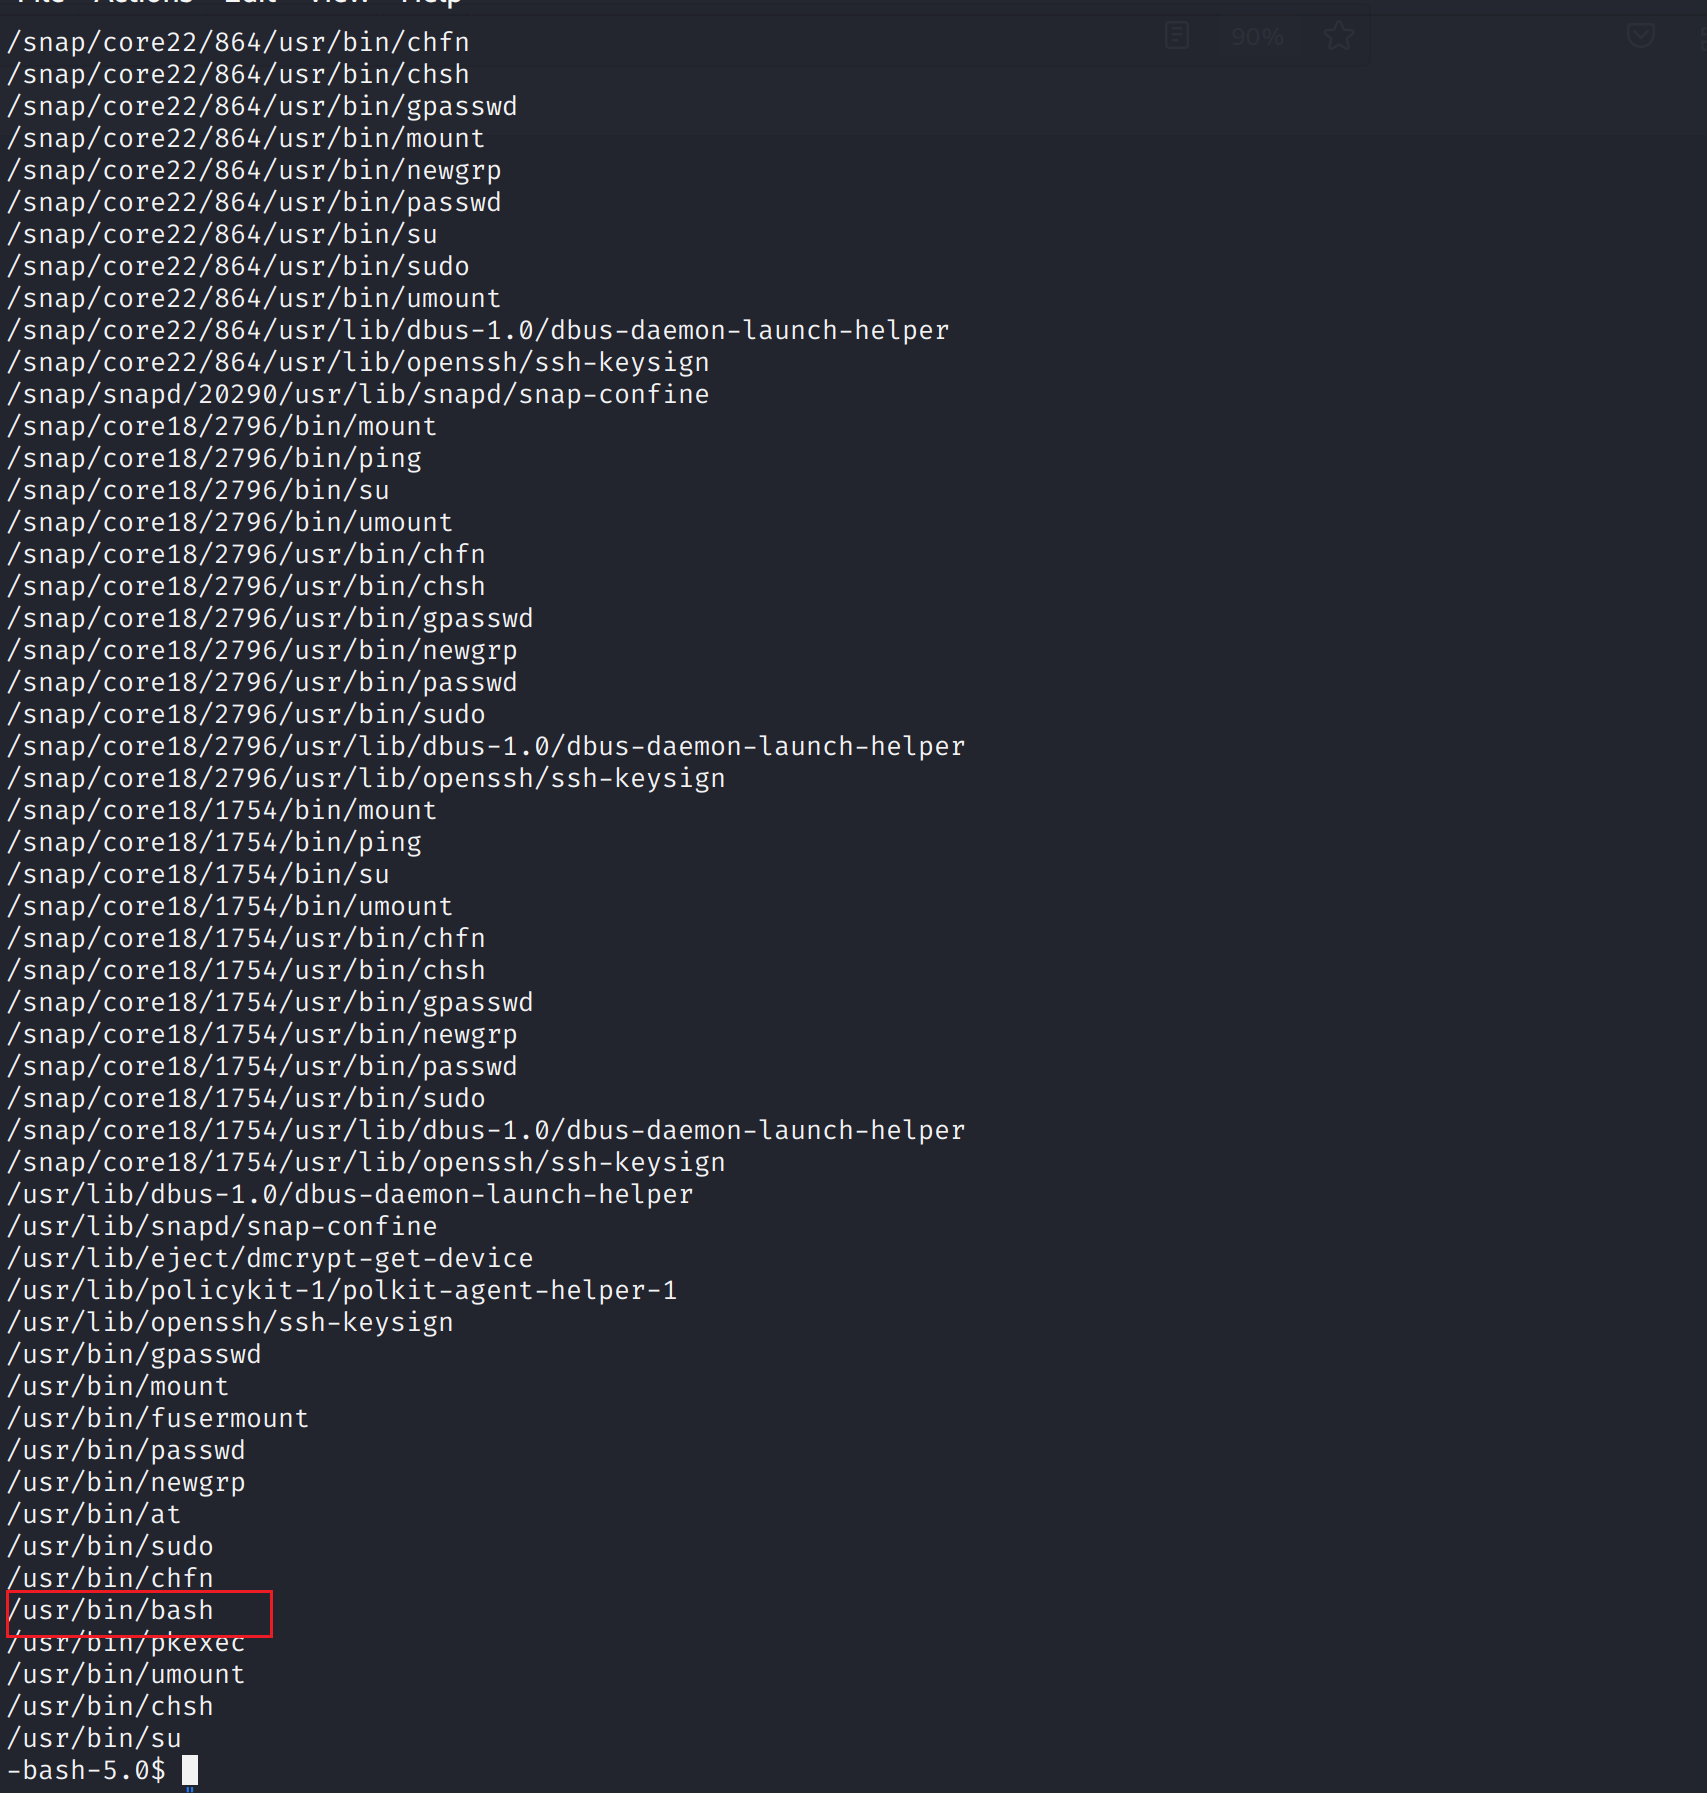 File Actions Edit View Help
90%
/snap/core22/864/usr/bin/chfn
/snap/core22/864/usr/bin/chsh
/snap/core22/864/usr/bin/gpasswd
/snap/core22/864/usr/bin/mount
/snap/core22/864/usr/bin/newgrp
/snap/core22/864/usr/bin/passwd
/snap/core22/864/usr/bin/su
/snap/core22/864/usr/bin/sudo
/snap/core22/864/usr/bin/umount
/snap/core22/864/usr/lib/dbus-1.0/dbus-daemon-launch-helper
/snap/core22/864/usr/lib/openssh/ssh-keysign
/snap/snapd/20290/usr/lib/snapd/snap-confine
/snap/core18/2796/bin/mount
/snap/core18/2796/bin/ping
/snap/core18/2796/bin/su
/snap/core18/2796/bin/umount
/snap/core18/2796/usr/bin/chfn
/snap/core18/2796/usr/bin/chsh
/snap/core18/2796/usr/bin/gpasswd
/snap/core18/2796/usr/bin/newgrp
/snap/core18/2796/usr/bin/passwd
/snap/core18/2796/usr/bin/sudo
/snap/core18/2796/usr/lib/dbus-1.0/dbus-daemon-launch-helper
/snap/core18/2796/usr/lib/openssh/ssh-keysign
/snap/core18/1754/bin/mount
/snap/core18/1754/bin/ping
/snap/core18/1754/bin/su
/snap/core18/1754/bin/umount
/snap/core18/1754/usr/bin/chfn
/snap/core18/1754/usr/bin/chsh
/snap/core18/1754/usr/bin/gpasswd
/snap/core18/1754/usr/bin/newgrp
/snap/core18/1754/usr/bin/passwd
/snap/core18/1754/usr/bin/sudo
/snap/core18/1754/usr/lib/dbus-1.0/dbus-daemon-launch-helper
/snap/core18/1754/usr/lib/openssh/ssh-keysign
/usr/lib/dbus-1.0/dbus-daemon-launch-helper
/usr/lib/snapd/snap-confine
/usr/lib/eject/dmcrypt-get-device
/usr/lib/policykit-1/polkit-agent-helper-1
/usr/lib/openssh/ssh-keysign
/usr/bin/gpasswd
/usr/bin/mount
/usr/bin/fusermount
/usr/bin/passwd
/usr/bin/newgrp
/usr/bin/at
/usr/bin/sudo
/usr/bin/chfn
/usr/bin/bash
/usr/bin/pkexec
/usr/bin/umount
/usr/bin/chsh
/usr/bin/su
-bash-5.0$